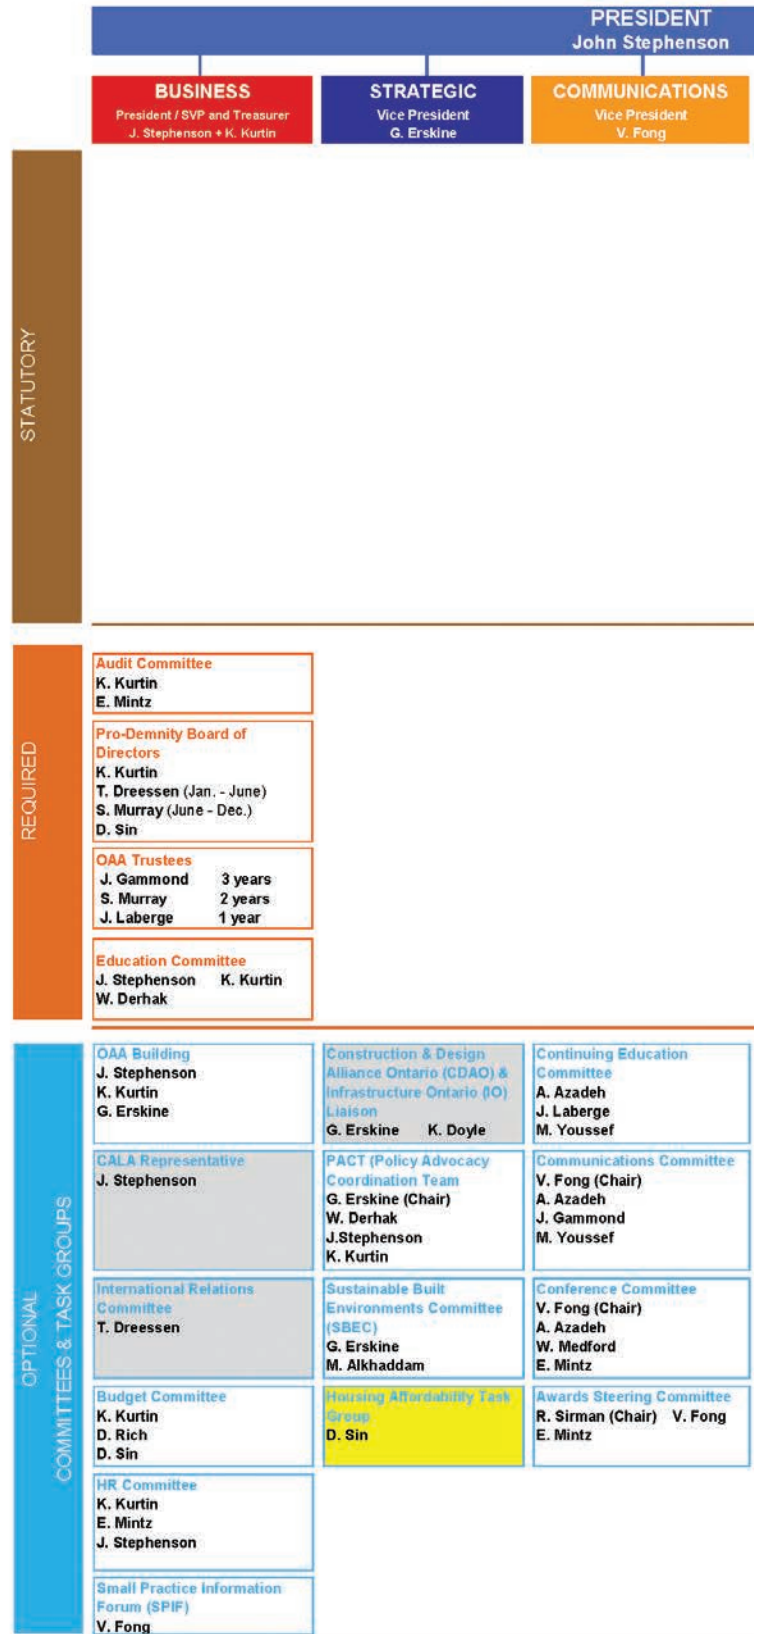 PRESIDENT
John Stephenson
BUSINESS
President / SVP and Treasurer
J. Stephenson + K. Kurtin
STRATEGIC
Vice President
G. Erskine
COMMUNICATIONS
Vice President
V. Fong
STATUTORY
REQUIRED
Audit Committee
K. Kurtin
E. Mintz
Pro-Demnity Board of
Directors
K. Kurtin
T. Dreessen (Jan. - June)
S. Murray (June - Dec.)
D. Sin
OAA Trustees
J. Gammond 3 years
S. Murray 2 years
J. Laberge 1 year
Education Committee
J. Stephenson K. Kurtin
W. Derhak
OPTIONAL
COMMITTEES & TASK GROUPS
OAA Building
J. Stephenson
K. Kurtin
G. Erskine
CALA Representative
J. Stephenson
International Relations
Committee
T. Dreessen
Budget Committee
K. Kurtin
D. Rich
D. Sin
HR Committee
K. Kurtin
E. Mintz
J. Stephenson
Small Practice Information
Forum (SPIF)
V. Fong
Construction & Design
Alliance Ontario (CDAO) &
Infrastructure Ontario (IO)
Liaison
G. Erskine K. Doyle
PACT (Policy Advocacy
Coordination Team
G. Erskine (Chair)
W. Derhak
J.Stephenson
K. Kurtin
Sustainable Built
Environments Committee
(SBEC)
G. Erskine
M. Alkhaddam
Housing Affordability Task
Group
D. Sin
Continuing Education
Committee
A. Azadeh
J. Laberge
M. Youssef
Communications Committee
V. Fong (Chair)
A. Azadeh
J. Gammond
M. Youssef
Conference Committee
V. Fong (Chair)
A. Azadeh
W. Medford
E. Mintz
Awards Steering Committee
R. Sirman (Chair) V. Fong
E. Mintz